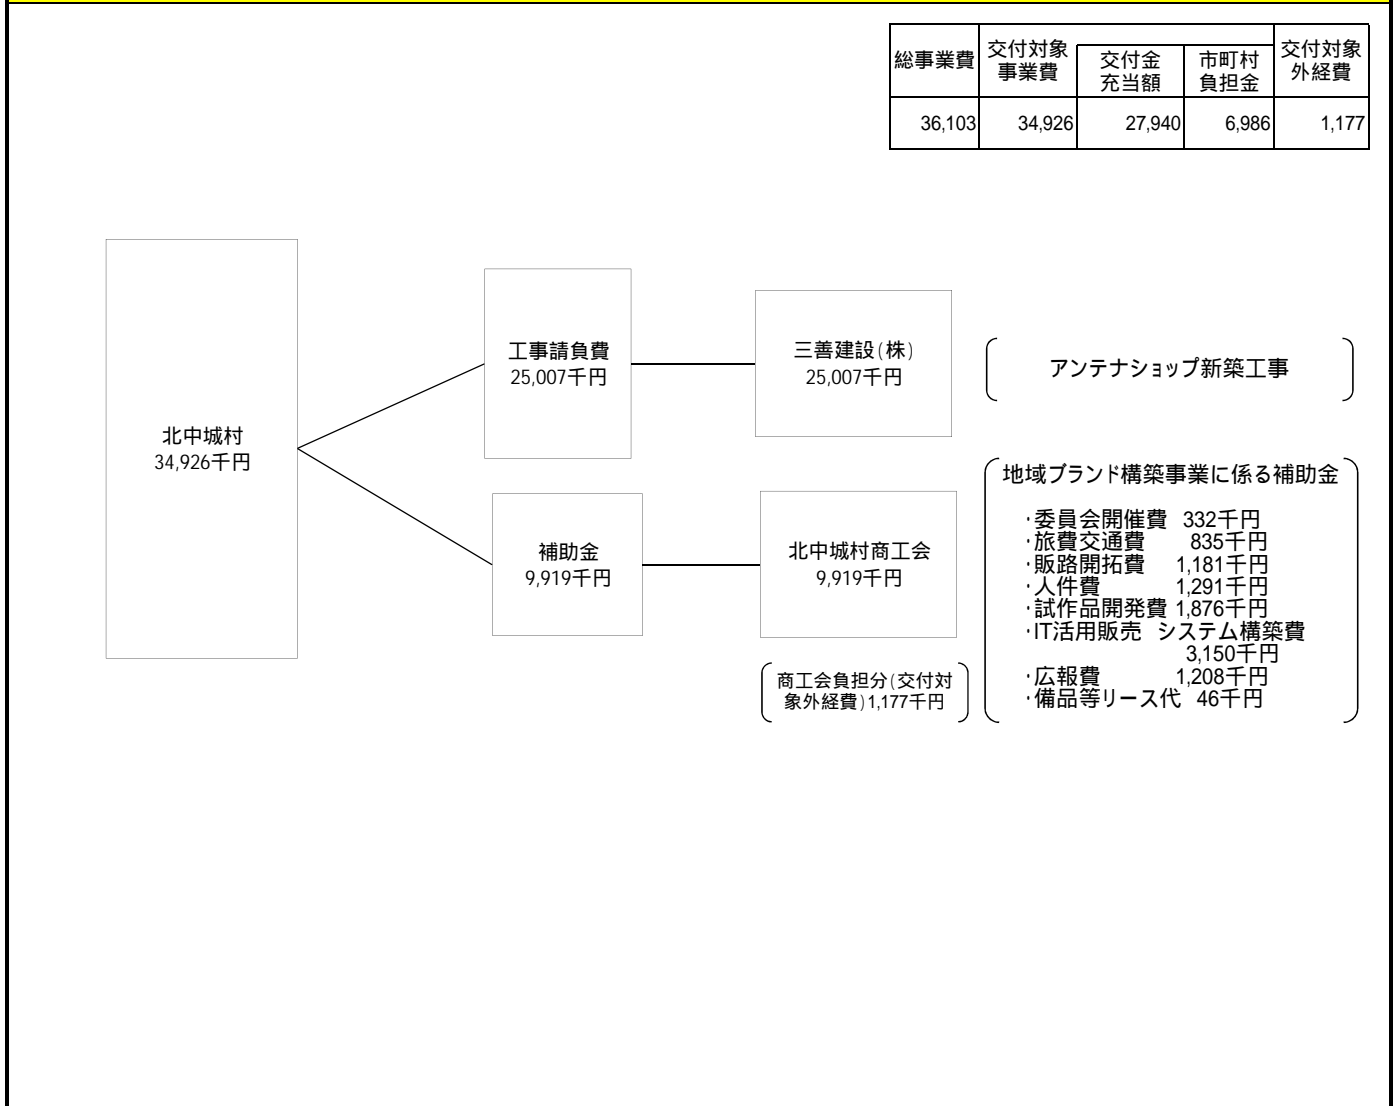 総事業費 交付対象事業費 交付金充当額 市町村負担金 交付対象外経費
36,103 34,926 27,940 6,986 1,177
北中城村
34,926千円
工事請負費
25,007千円
三善建設(株)
25,007千円
アンテナショップ新築工事
補助金
9,919千円
北中城村商工会
9,919千円
商工会負担分(交付対
象外経費)1,177千円
地域ブランド構築事業に係る補助金
・委員会開催費 332千円
・旅費交通費 835千円
・販路開拓費 1,181千円
・人件費 1,291千円
・試作品開発費 1,876千円
・IT活用販売 システム構築費
3,150千円
・広報費 1,208千円
・備品等リース代 46千円